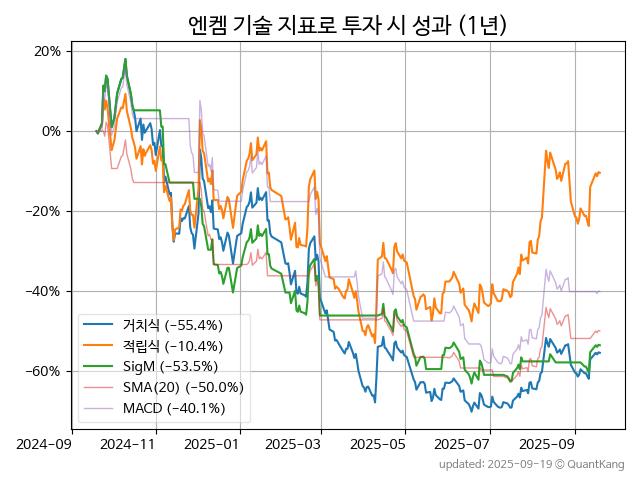 엔켐 기술 지표로 투자 시 성과 (1년)
20%
0%
−20%
−40%
−60%
거치식 (−55.4%)
적립식 (−10.4%)
SigM (−53.5%)
SMA(20) (−50.0%)
MACD (−40.1%)
2024−09 2024−11 2025−01 2025−03 2025−05 2025−07 2025−09
updated: 2025−09−19 © QuantKang